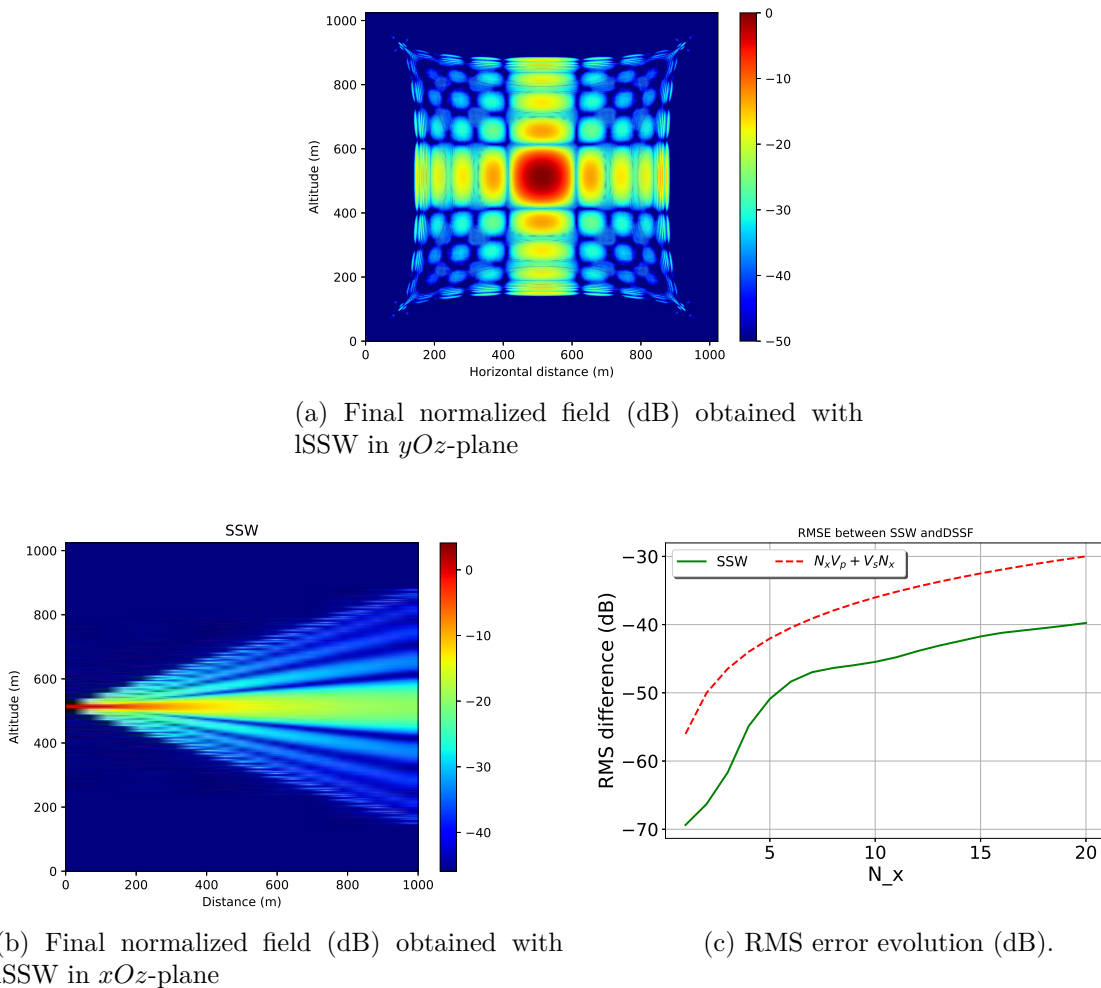 1000
800
600
400
200
0
Altitude (m)
0 200 400 600 800 1000
Horizontal distance (m)
0
−10
−20
−30
−40
−50
(a) Final normalized field (dB) obtained with
lSSW in yOz-plane
SSW
1000
800
600
400
200
0
Altitude (m)
0 200 400 600 800 1000
Distance (m)
0
−10
−20
−30
−40
(b) Final normalized field (dB) obtained with
SSW in xOz-plane
RMSE between SSW andDSSF
SSW
N_xV_p + V_sN_x
−30
−40
−50
−60
−70
RMS difference (dB)
5 10 15 20
N_x
(c) RMS error evolution (dB).